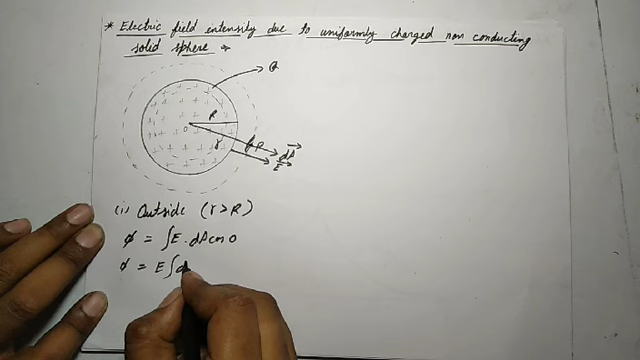 * Electric field intensity due to uniformly charged non conducting
solid sphere →
Q
R
O
r
P
dA
E
(i) Outside (r > R)
ϕ = ∫E . dA cos 0
ϕ = E ∫d